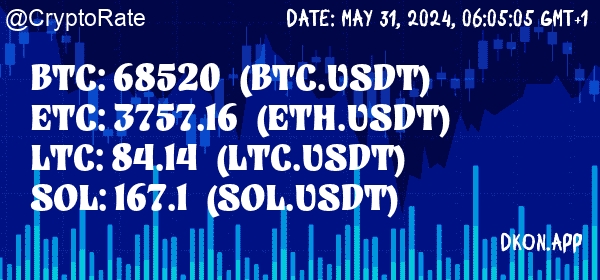 @CryptoRate
DATE: MAY 31, 2024, 06:05:05 GMT+1
BTC: 68520 (BTC.USDT)
ETC: 3757.16 (ETH.USDT)
LTC: 84.14 (LTC.USDT)
SOL: 167.1 (SOL.USDT)
DKON.APP